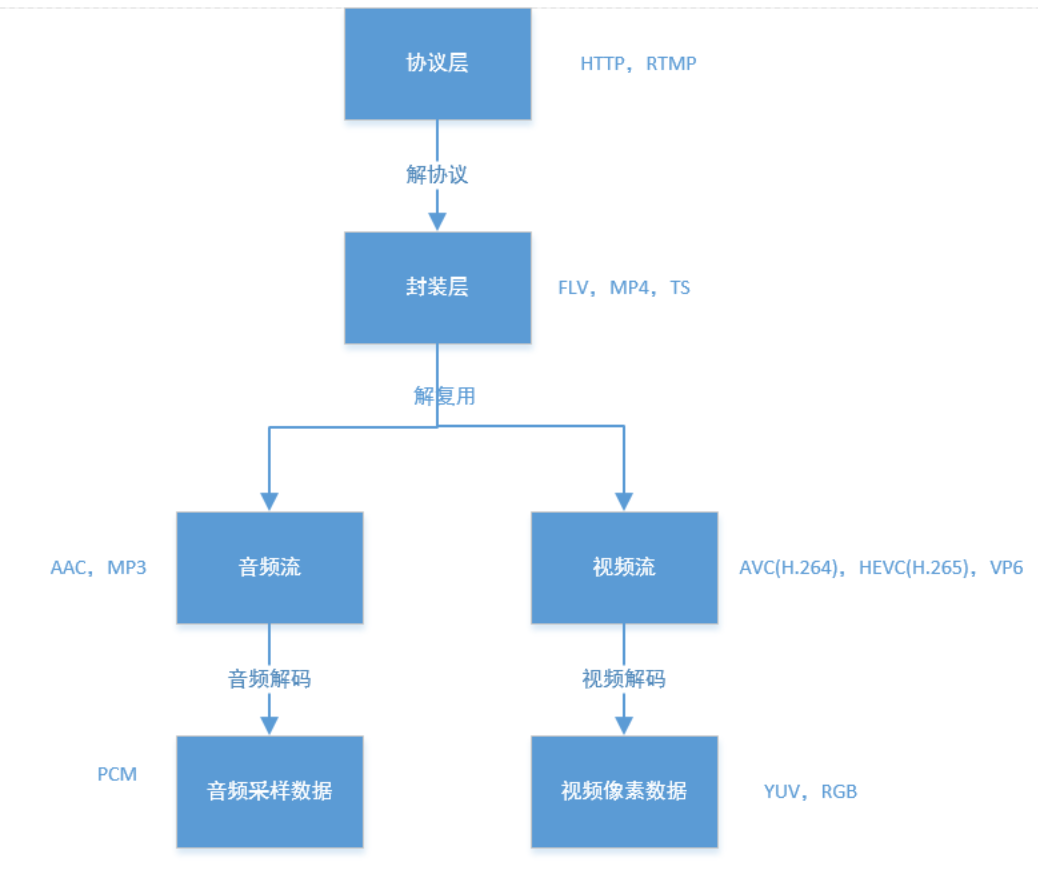 协议层
HTTP，RTMP
解协议
封装层
FLV，MP4，TS
解复用
AAC，MP3
音频流
视频流
AVC(H.264)，HEVC(H.265)，VP6
音频解码
视频解码
PCM
音频采样数据
视频像素数据
YUV，RGB